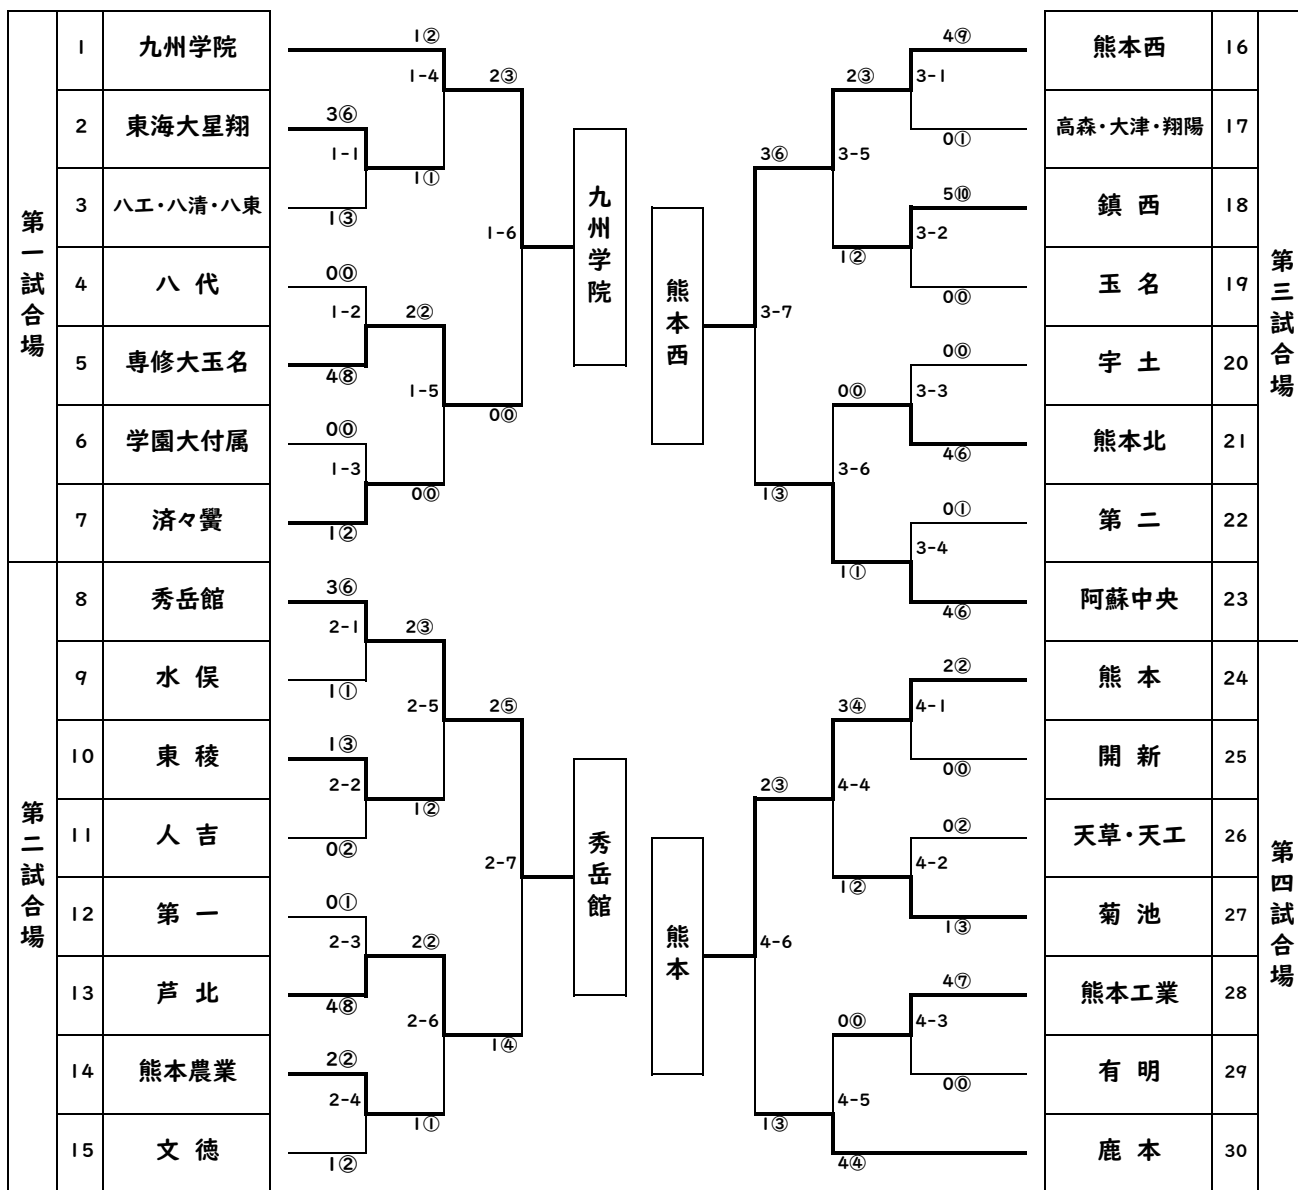 第一試合場
1 九州学院
2 東海大星翔
3 八工・八清・八東
4 八代
5 専修大玉名
6 学園大付属
7 済々黌
第二試合場
8 秀岳館
9 水俣
10 東稜
11 人吉
12 第一
13 芦北
14 熊本農業
15 文徳
1②
1-4
2③
3⑥
1-1
1①
1③
1-6
0⓪
1-2
2②
4⑧
1-5
0⓪
0⓪
1-3
0⓪
1②
九州学院
3⑥
2-1
2③
1①
2-5
2⑤
1③
2-2
1②
0②
2-7
0①
2-3
2②
4⑧
2-6
1④
2②
2-4
1①
1②
秀岳館
熊本西
4⑨
2③
3-1
0①
3⑥
3-5
5⑩
3-2
1②
0⓪
3-7
0⓪
0⓪
3-3
4⑥
3-6
1③
0①
3-4
1①
4⑥
熊本
2②
3④
4-1
0⓪
2③
4-4
0②
4-2
1②
1③
4-6
4⑦
0⓪
4-3
0⓪
4-5
1③
4④
熊本西 16
高森・大津・翔陽 17
鎮西 18
玉名 19
宇土 20
熊本北 21
第二 22
阿蘇中央 23
第三試合場
熊本 24
開新 25
天草・天工 26
菊池 27
熊本工業 28
有明 29
鹿本 30
第四試合場